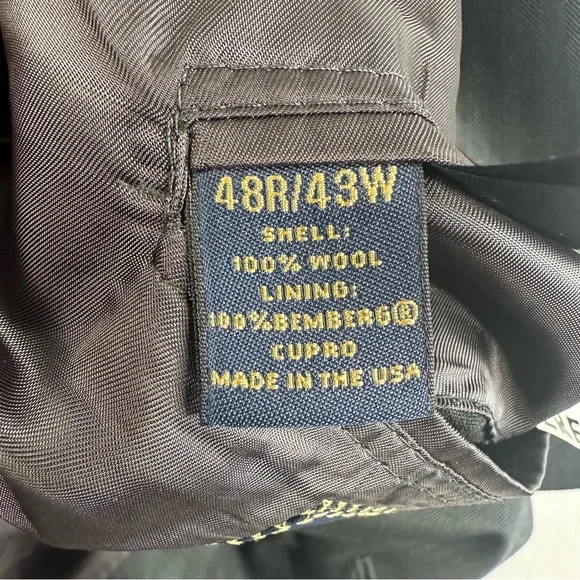 48R/43W
SHELL:
100% WOOL
LINING:
100%BEMBERG®
CUPRO
MADE IN THE USA